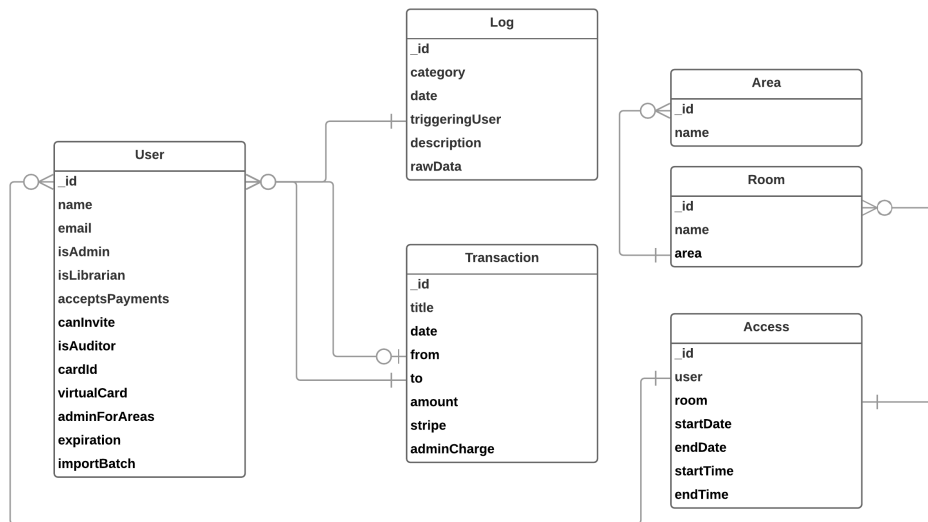 Log
_id
category
date
triggeringUser
description
rawData
Area
_id
name
User
_id
name
email
isAdmin
isLibrarian
acceptsPayments
canInvite
isAuditor
cardId
virtualCard
adminForAreas
expiration
importBatch
Room
_id
name
area
Transaction
_id
title
date
from
to
amount
stripe
adminCharge
Access
_id
user
room
startDate
endDate
startTime
endTime